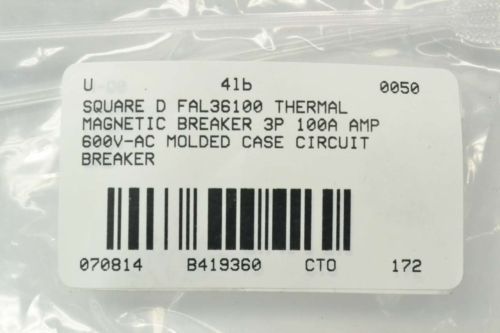 U 4lb 0050
SQUARE D FAL36100 THERMAL
MAGNETIC BREAKER 3P 100A AMP
600V-AC MOLDED CASE CIRCUIT
BREAKER
070814 B419360 CTO 172